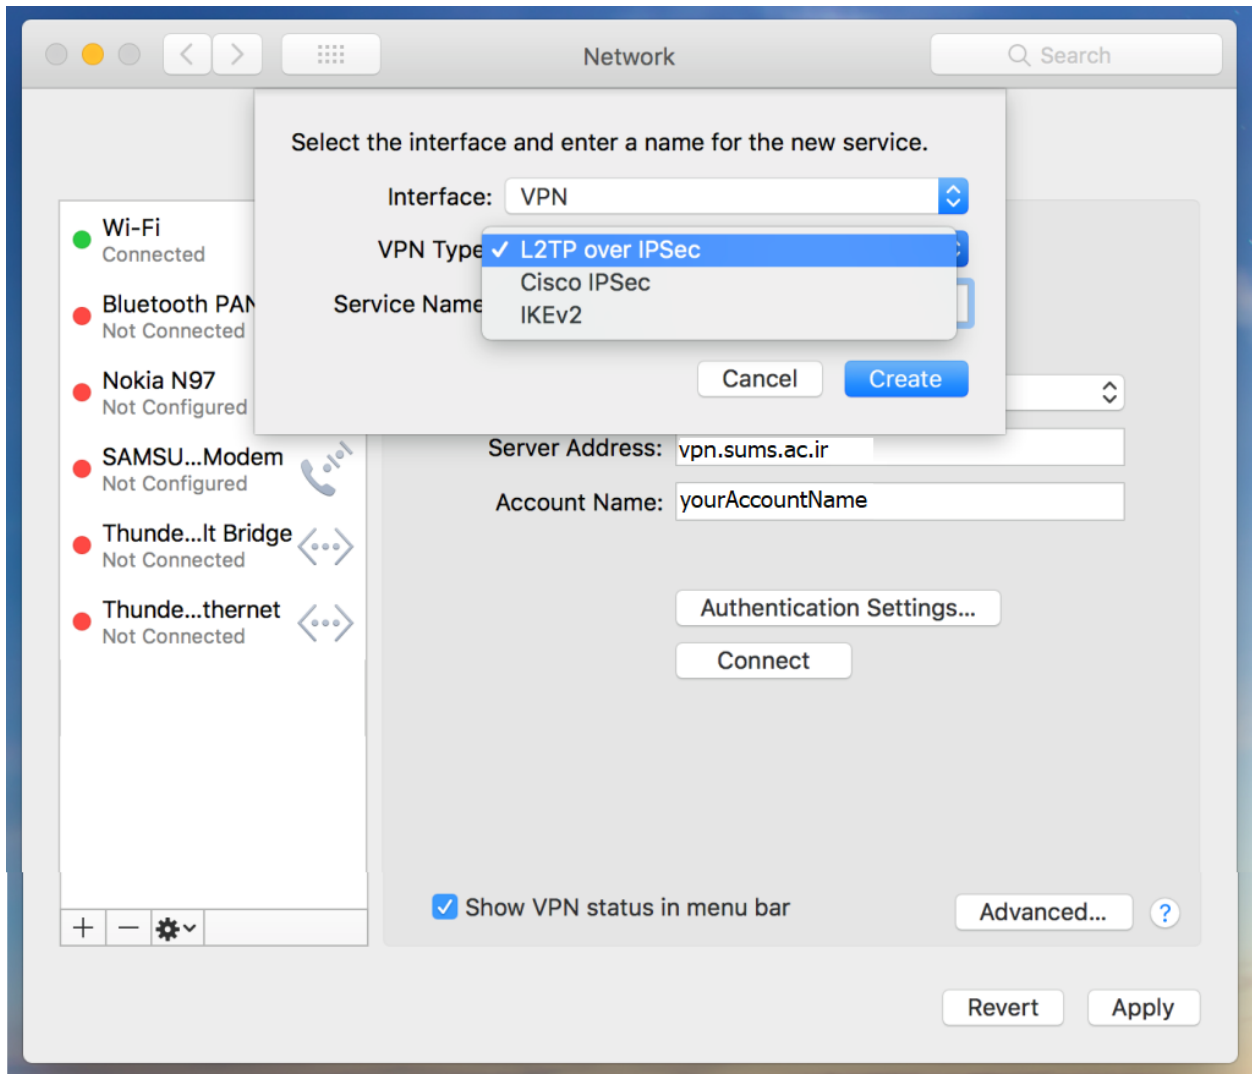 Network
Search
Select the interface and enter a name for the new service.
Interface: VPN
VPN Type
✓ L2TP over IPSec
Cisco IPSec
IKEv2
Service Name
Cancel
Create
Wi-Fi
Connected
Bluetooth PAN
Not Connected
Nokia N97
Not Configured
SAMSU...Modem
Not Configured
Thunde...lt Bridge
Not Connected
Thunde...thernet
Not Connected
Server Address: vpn.sums.ac.ir
Account Name: yourAccountName
Authentication Settings...
Connect
Show VPN status in menu bar
Advanced...
?
Revert
Apply